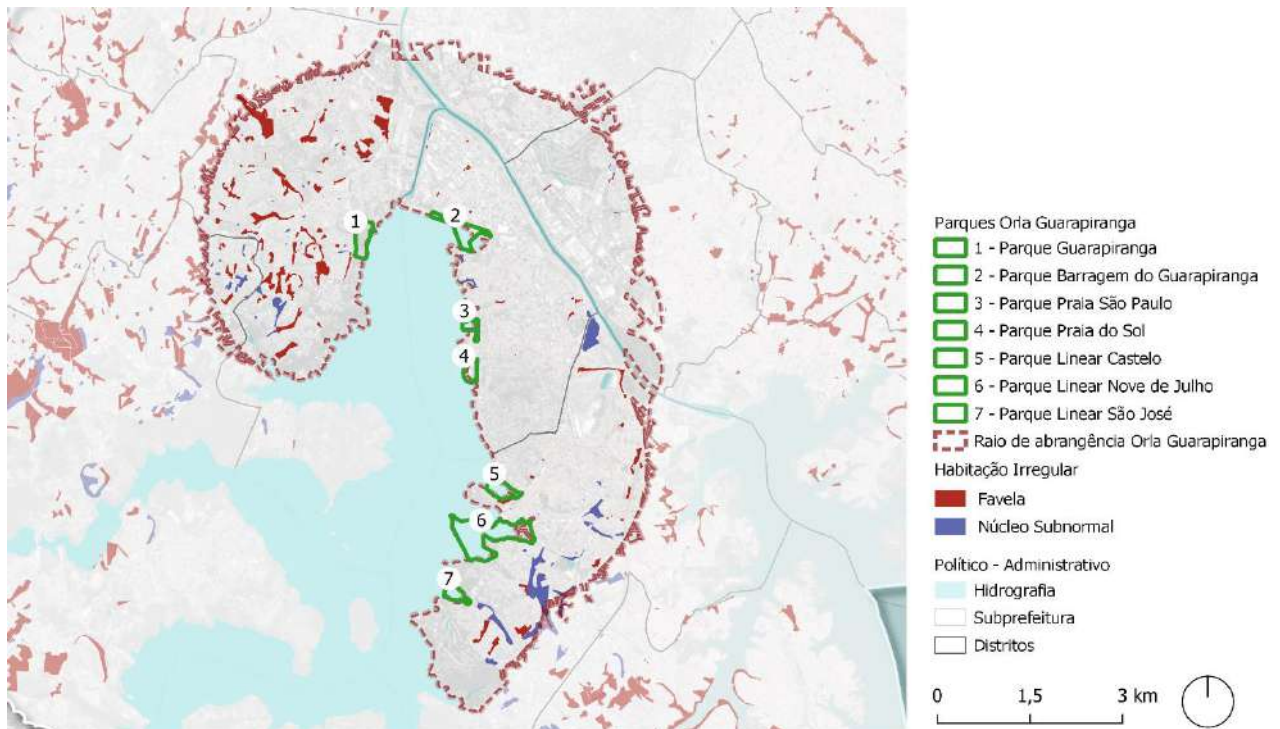 1
2
3
4
5
6
7
Parques Orla Guarapiranga
1 - Parque Guarapiranga
2 - Parque Barragem do Guarapiranga
3 - Parque Praia São Paulo
4 - Parque Praia do Sol
5 - Parque Linear Castelo
6 - Parque Linear Nove de Julho
7 - Parque Linear São José
Raio de abrangência Orla Guarapiranga
Habitação Irregular
Favela
Núcleo Subnormal
Político - Administrativo
Hidrografia
Subprefeitura
Distritos
0 1,5 3 km